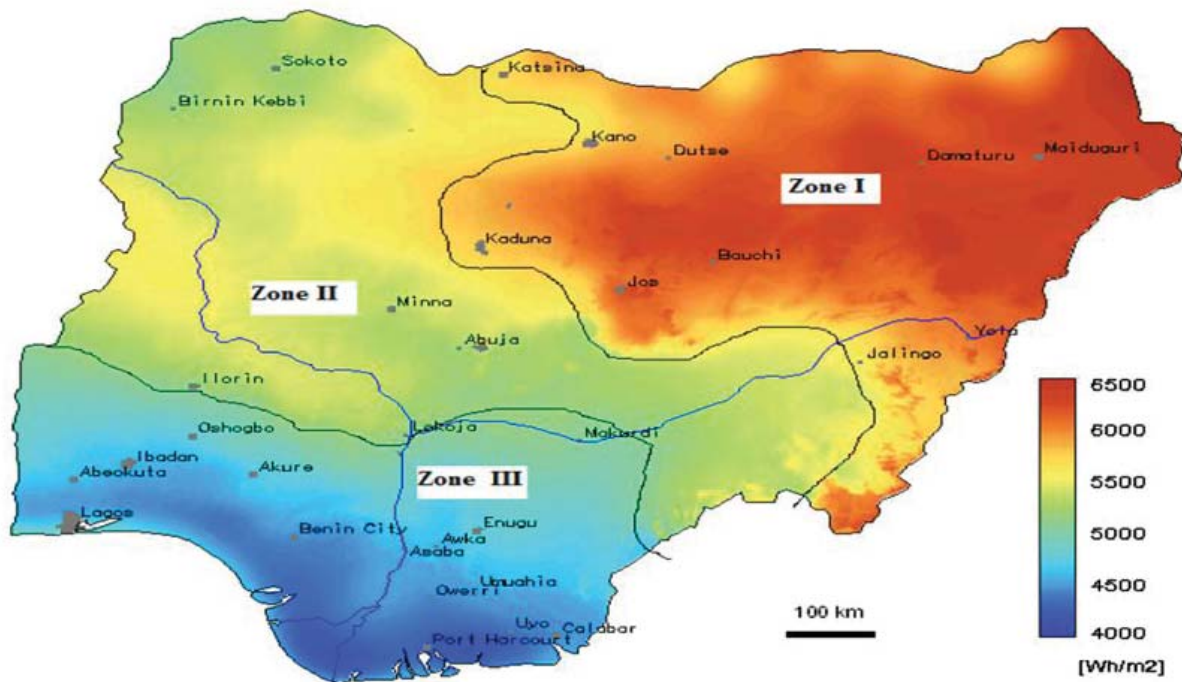 Sokoto
Katsina
Birnin Kebbi
Kano
Dutse
Damaturu
Maiduguri
Zone I
Kaduna
Bauchi
Jos
Zone II
Minna
Abuja
Yola
Jalingo
Ilorin
Oshogbo
Lokoja
Makurdi
Ibadan
Abeokuta
Akure
Zone III
Lagos
Benin City
Enugu
Awka
Asaba
Umuahia
Owerri
Uyo
Calabar
Port Harcourt
100 km
6500
6000
5500
5000
4500
4000
[Wh/m2]